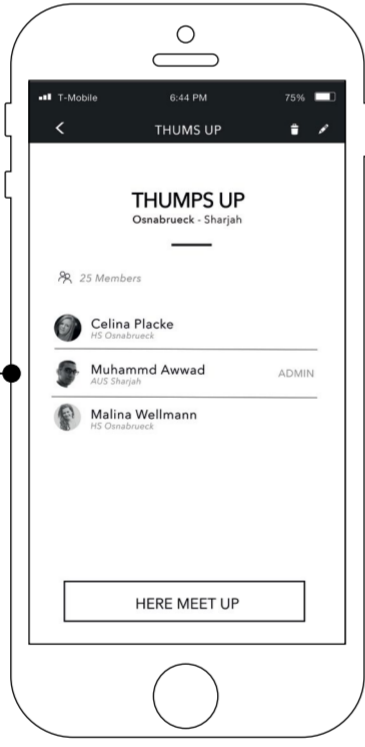 T-Mobile 6:44 PM 75%
THUMS UP
THUMPS UP
Osnabrueck - Sharjah
25 Members
Celina Placke
HS Osnabrueck
Muhammd Awwad ADMIN
AUS Sharjah
Malina Wellmann
HS Osnabrueck
HERE MEET UP